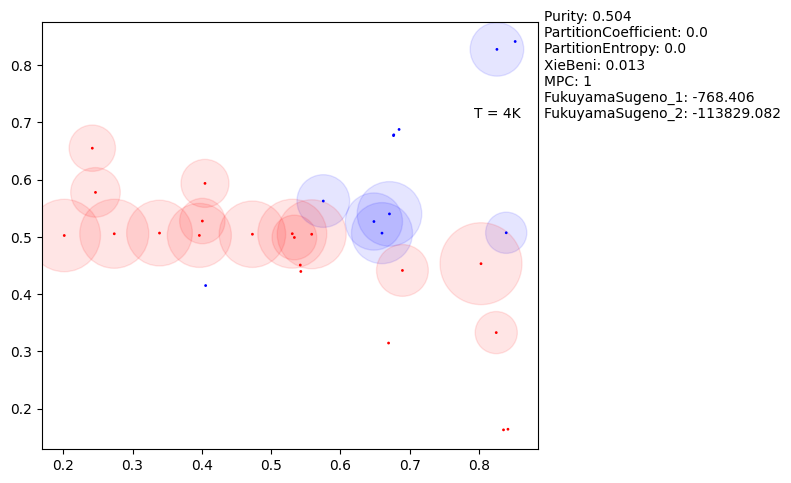 Purity: 0.504
PartitionCoefficient: 0.0
PartitionEntropy: 0.0
XieBeni: 0.013
MPC: 1
FukuyamaSugeno_1: -768.406
FukuyamaSugeno_2: -113829.082
T = 4K
0.8
0.7
0.6
0.5
0.4
0.3
0.2
0.2 0.3 0.4 0.5 0.6 0.7 0.8